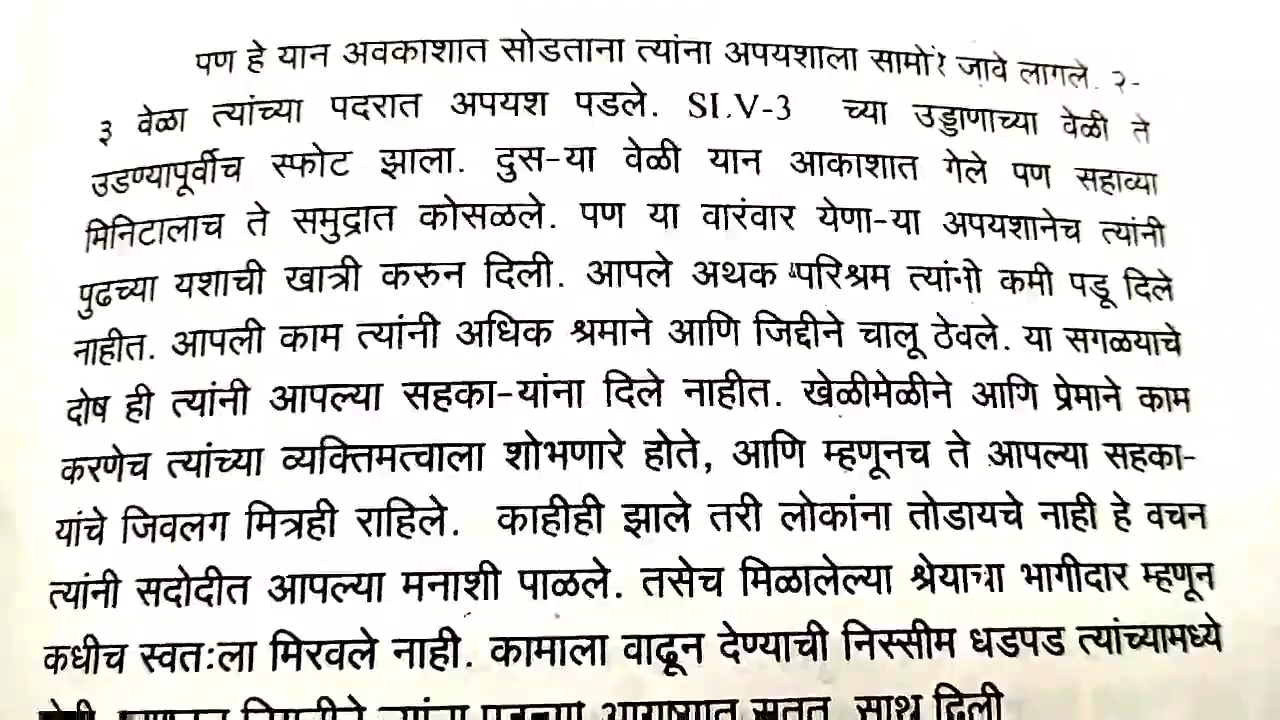 पण हे यान अवकाशात सोडताना त्यांना अपयशाला सामोरे जावे लागले. २-
३ वेळा त्यांच्या पदरात अपयश पडले. SLV-3 च्या उड्डाणाच्या वेळी ते
उडण्यापूर्वीच स्फोट झाला. दुस-या वेळी यान आकाशात गेले पण सहाव्या
मिनिटालाच ते समुद्रात कोसळले. पण या वारंवार येणा-या अपयशानेच त्यांनी
पुढच्या यशाची खात्री करुन दिली. आपले अथक परिश्रम त्यांनी कमी पडू दिले
नाहीत. आपली काम त्यांनी अधिक श्रमाने आणि जिद्दीने चालू ठेवले. या सगळयाचे
दोष ही त्यांनी आपल्या सहका-यांना दिले नाहीत. खेळीमेळीने आणि प्रेमाने काम
करणेच त्यांच्या व्यक्तिमत्वाला शोभणारे होते, आणि म्हणूनच ते आपल्या सहका-
यांचे जिवलग मित्रही राहिले. काहीही झाले तरी लोकांना तोडायचे नाही हे वचन
त्यांनी सदोदीत आपल्या मनाशी पाळले. तसेच मिळालेल्या श्रेयाचा भागीदार म्हणून
कधीच स्वतःला मिरवले नाही. कामाला वाढून देण्याची निस्सीम धडपड त्यांच्यामध्ये
सतत साथ दिली